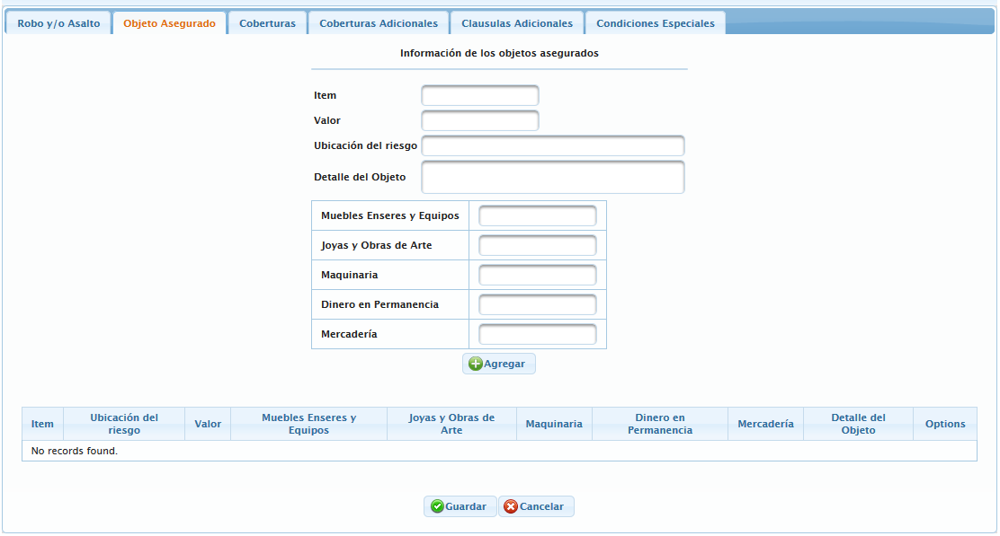 Robo y/o Asalto Objeto Asegurado Coberturas Coberturas Adicionales Clausulas Adicionales Condiciones Especiales
Información de los objetos asegurados
Item
Valor
Ubicación del riesgo
Detalle del Objeto
Muebles Enseres y Equipos
Joyas y Obras de Arte
Maquinaria
Dinero en Permanencia
Mercadería
Agregar
Item Ubicación del riesgo Valor Muebles Enseres y Equipos Joyas y Obras de Arte Maquinaria Dinero en Permanencia Mercadería Detalle del Objeto Options
No records found.
Guardar Cancelar